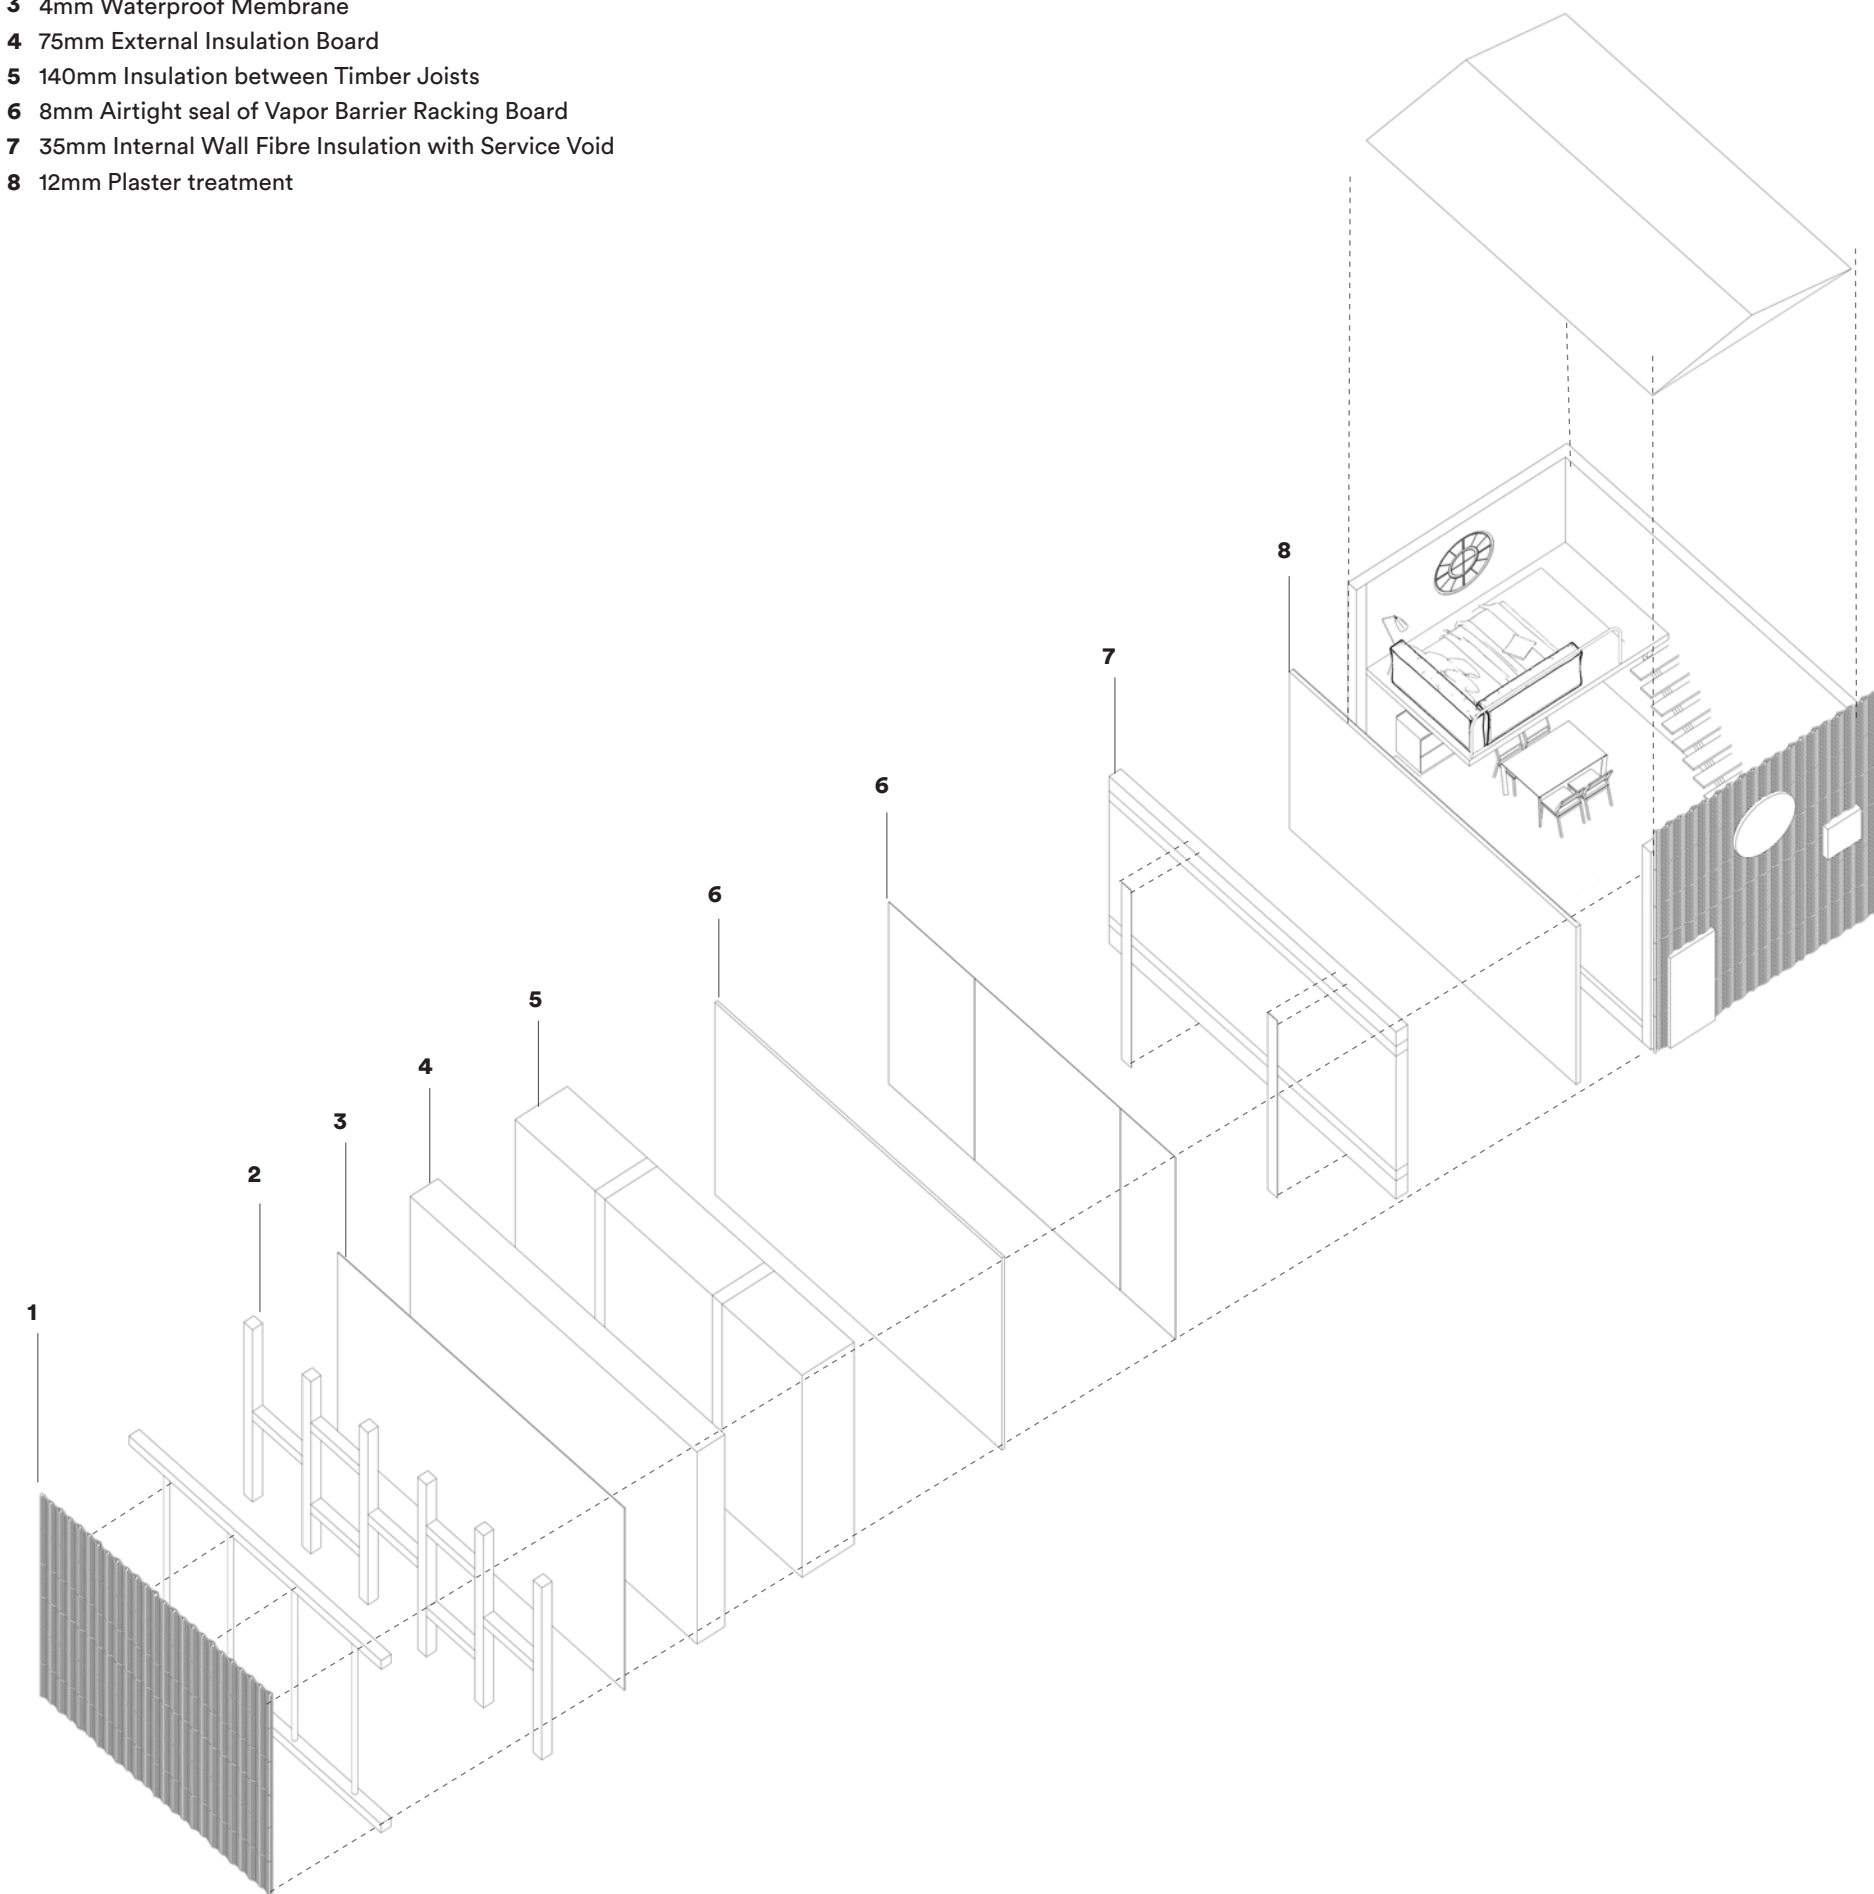 3 4mm Waterproof Membrane
4 75mm External Insulation Board
5 140mm Insulation between Timber Joists
6 8mm Airtight seal of Vapor Barrier Racking Board
7 35mm Internal Wall Fibre Insulation with Service Void
8 12mm Plaster treatment
8
7
6
6
5
4
3
2
1